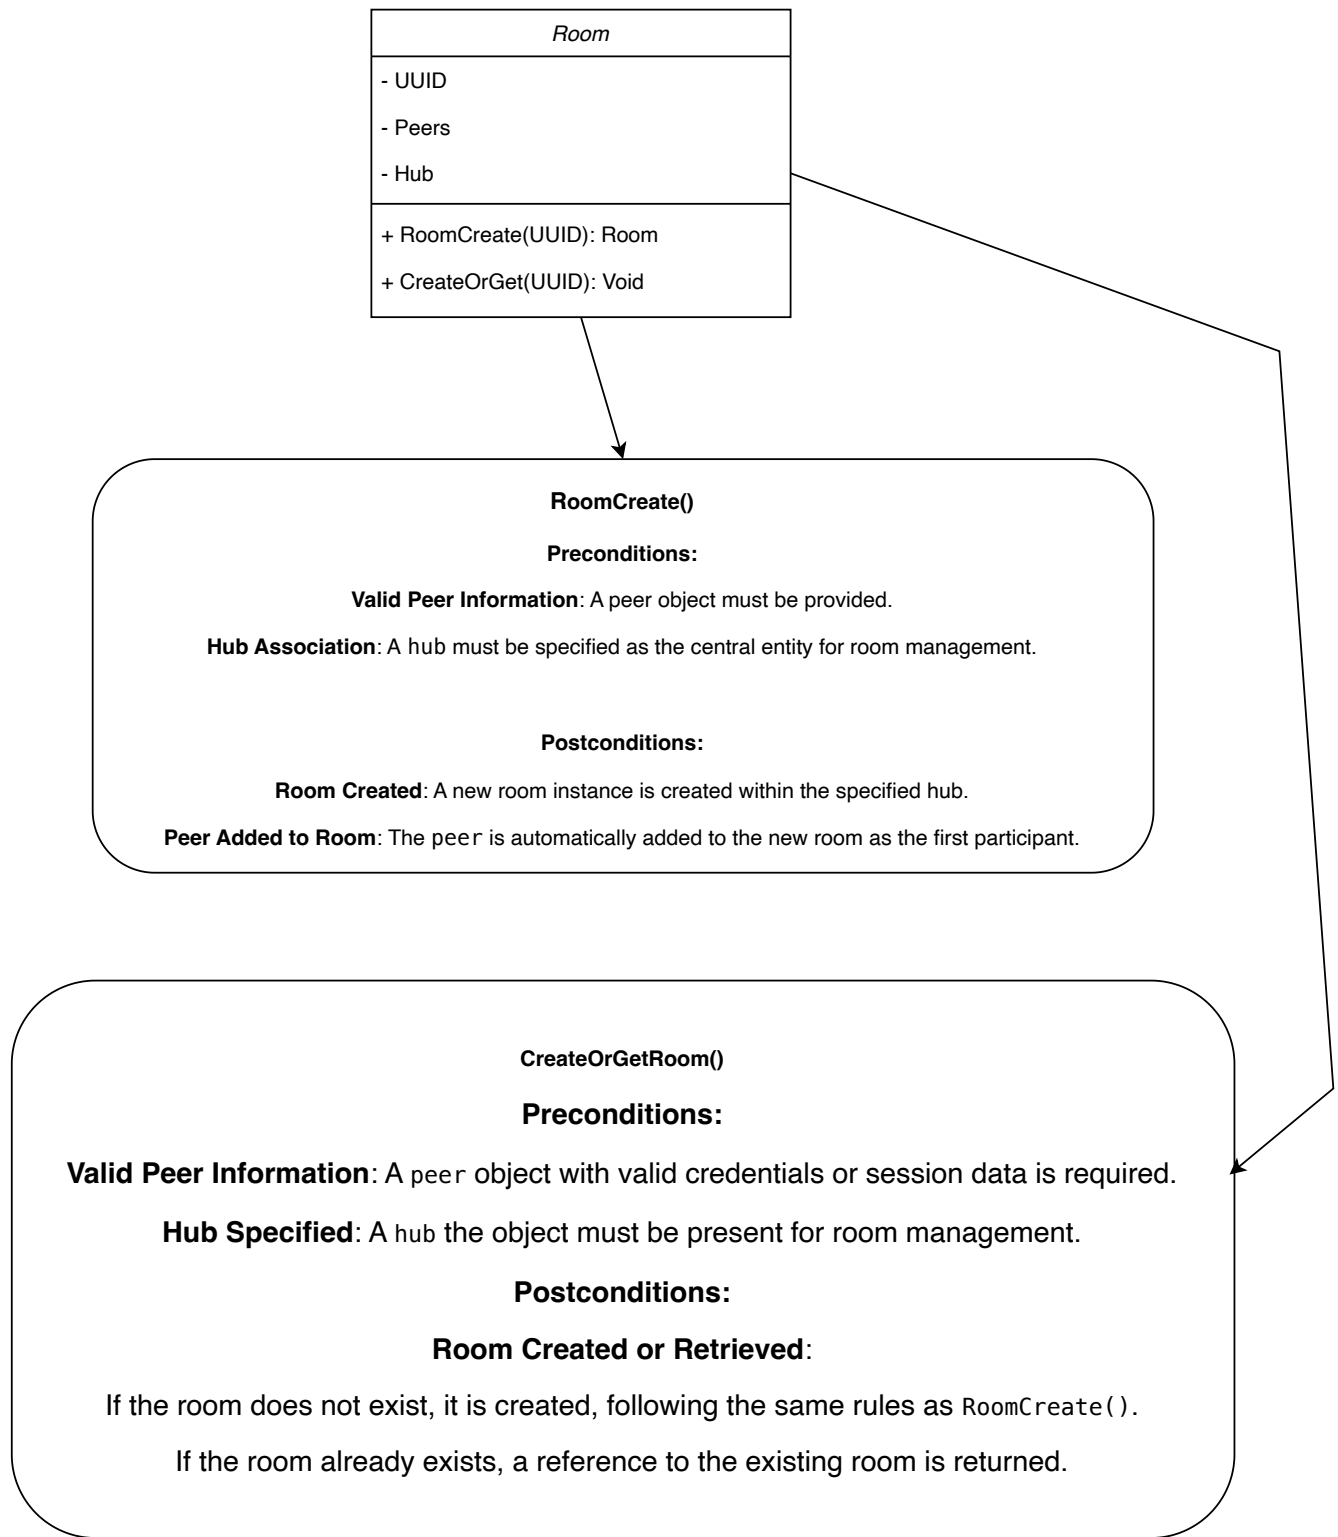 Room
- UUID
- Peers
- Hub
+ RoomCreate(UUID): Room
+ CreateOrGet(UUID): Void
RoomCreate()
Preconditions:
Valid Peer Information: A peer object must be provided.
Hub Association: A hub must be specified as the central entity for room management.
Postconditions:
Room Created: A new room instance is created within the specified hub.
Peer Added to Room: The peer is automatically added to the new room as the first participant.
CreateOrGetRoom()
Preconditions:
Valid Peer Information: A peer object with valid credentials or session data is required.
Hub Specified: A hub the object must be present for room management.
Postconditions:
Room Created or Retrieved:
If the room does not exist, it is created, following the same rules as RoomCreate().
If the room already exists, a reference to the existing room is returned.